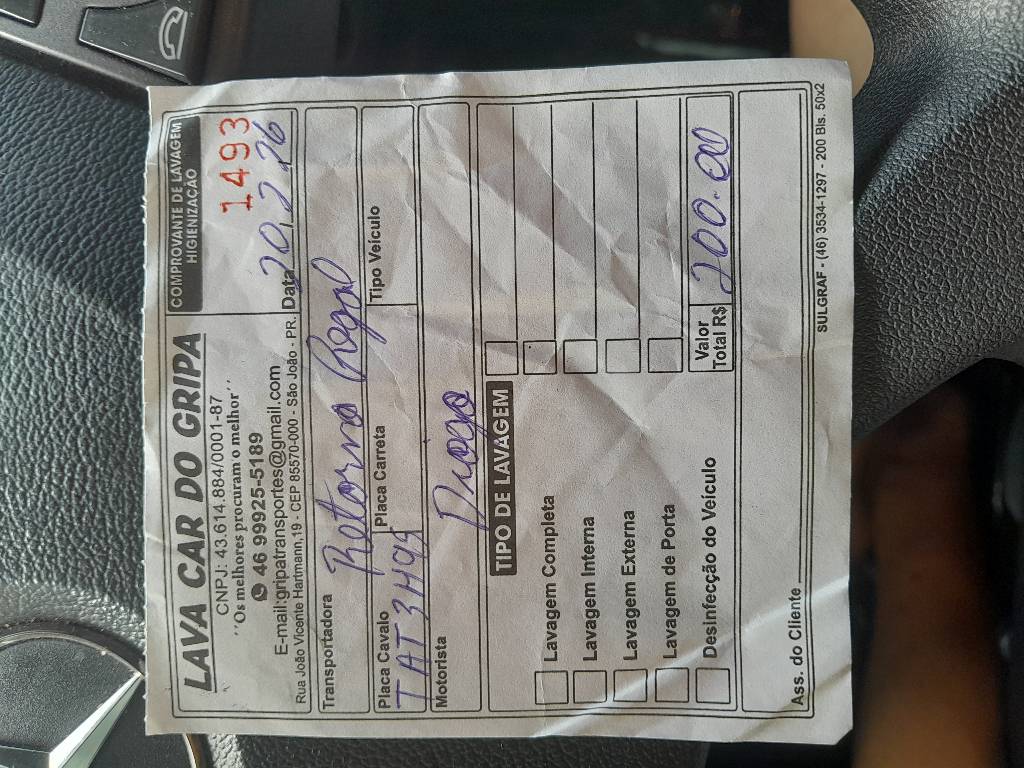 LAVA CAR DO GRIPA
CNPJ: 43.614.884/0001-87
"Os melhores procuram o melhor"
46 99925-5189
E-mail:gripatransportes@gmail.com
Rua João Vicente Hartmann,19 - CEP 85570-000 - São João - PR.
COMPROVANTE DE LAVAGEM
HIGIENIZAÇÃO
1493
Data 20.2.26
Transportadora Retorno Regal
Placa Cavalo TAT3H95
Placa Carreta
Tipo Veículo
Motorista Diogo
TIPO DE LAVAGEM
Lavagem Completa
Lavagem Interna
Lavagem Externa
Lavagem de Porta
Desinfecção do Veículo
Valor
Total R$ 200.00
Ass. do Cliente
SULGRAF - (46) 3534-1297 - 200 Bls. 50x2